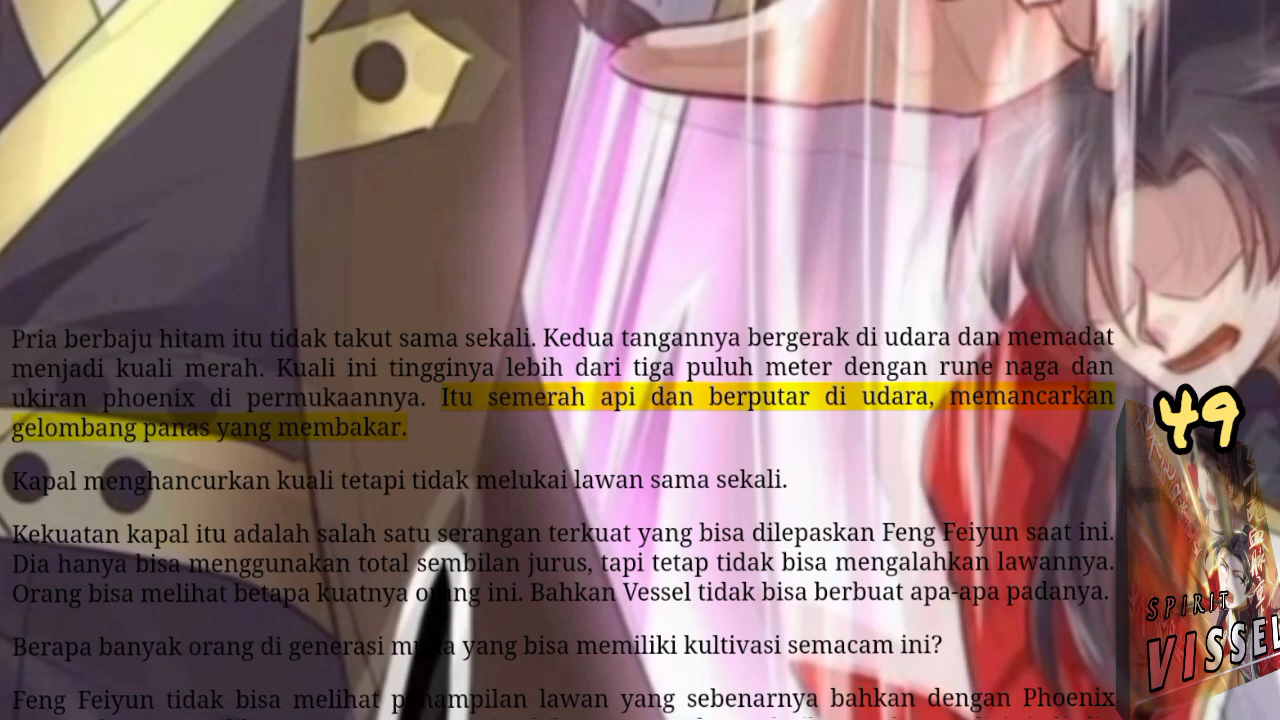 Pria berbaju hitam itu tidak takut sama sekali. Kedua tangannya bergerak di udara dan memadat
menjadi kuali merah. Kuali ini tingginya lebih dari tiga puluh meter dengan rune naga dan
ukiran phoenix di permukaannya. Itu semerah api dan berputar di udara, memancarkan
gelombang panas yang membakar.
Kapal menghancurkan kuali tetapi tidak melukai lawan sama sekali.
Kekuatan kapal itu adalah salah satu serangan terkuat yang bisa dilepaskan Feng Feiyun saat ini.
Dia hanya bisa menggunakan total sembilan jurus, tapi tetap tidak bisa mengalahkan lawannya.
Orang bisa melihat betapa kuatnya orang ini. Bahkan Vessel tidak bisa berbuat apa-apa padanya.
Berapa banyak orang di generasi muda yang bisa memiliki kultivasi semacam ini?
Feng Feiyun tidak bisa melihat penampilan lawan yang sebenarnya bahkan dengan Phoenix
49
SPIRIT
VISSEL